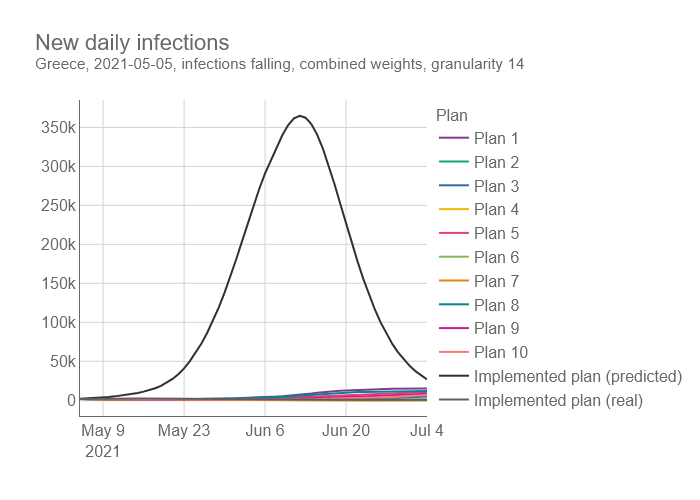 New daily infections
Greece, 2021-05-05, infections falling, combined weights, granularity 14
350k
300k
250k
200k
150k
100k
50k
0
May 9
2021
May 23
Jun 6
Jun 20
Jul 4
Plan
Plan 1
Plan 2
Plan 3
Plan 4
Plan 5
Plan 6
Plan 7
Plan 8
Plan 9
Plan 10
Implemented plan (predicted)
Implemented plan (real)